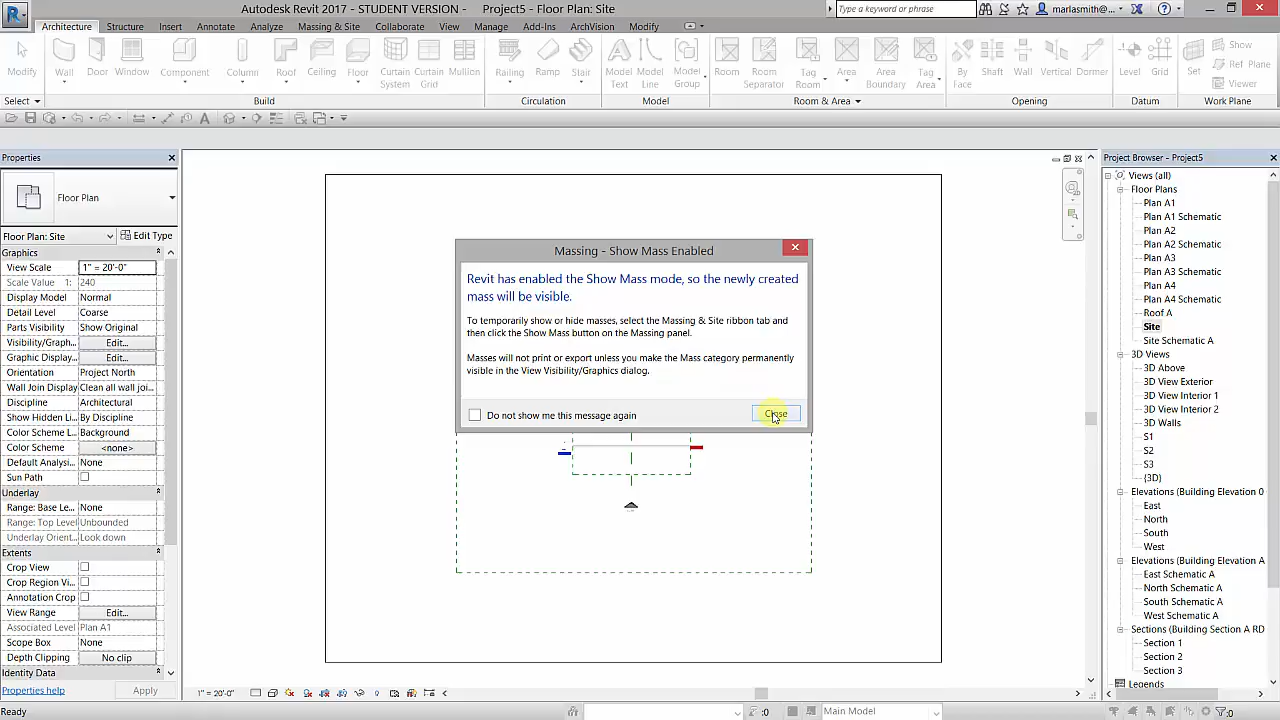 Autodesk Revit 2017 - STUDENT VERSION - Project5 - Floor Plan: Site
Type a keyword or phrase
marlasmith@...
Architecture Structure Insert Annotate Analyze Massing & Site Collaborate View Manage Add-Ins ArchVision Modify
Modify Wall Door Window Component Column Roof Ceiling Floor Curtain System Curtain Grid Mullion Railing Ramp Stair Model Text Model Line Model Group Room Room Separator Tag Room Area Area Boundary Tag Area By Face Shaft Wall Vertical Dormer Level Grid Set Show Ref Plane Viewer
Select Build Circulation Model Room & Area Opening Datum Work Plane
Properties
Floor Plan
Floor Plan: Site Edit Type
Graphics
View Scale 1" = 20'-0"
Scale Value 1: 240
Display Model Normal
Detail Level Coarse
Parts Visibility Show Original
Visibility/Graph... Edit...
Graphic Display... Edit...
Orientation Project North
Wall Join Display Clean all wall joi...
Discipline Architectural
Show Hidden L... By Discipline
Color Scheme L... Background
Color Scheme <none>
Default Analysi... None
Sun Path
Underlay
Range: Base Le... None
Range: Top Level Unbounded
Underlay Orient... Look down
Extents
Crop View
Crop Region Vi...
Annotation Crop
View Range Edit...
Associated Level Plan A1
Scope Box None
Depth Clipping No clip
Identity Data
Properties help Apply
Massing - Show Mass Enabled
Revit has enabled the Show Mass mode, so the newly created
mass will be visible.
To temporarily show or hide masses, select the Massing & Site ribbon tab and
then click the Show Mass button on the Massing panel.
Masses will not print or export unless you make the Mass category permanently
visible in the View Visibility/Graphics dialog.
Do not show me this message again
Close
Project Browser - Project5
Views (all)
Floor Plans
Plan A1
Plan A1 Schematic
Plan A2
Plan A2 Schematic
Plan A3
Plan A3 Schematic
Plan A4
Plan A4 Schematic
Roof A
Site
Site Schematic A
3D Views
3D Above
3D View Exterior
3D View Interior 1
3D View Interior 2
3D Walls
S1
S2
S3
{3D}
Elevations (Building Elevation 0
East
North
South
West
Elevations (Building Elevation A
East Schematic A
North Schematic A
South Schematic A
West Schematic A
Sections (Building Section A RD
Section 1
Section 2
Section 3
Legends
1" = 20'-0"
Ready
:0
Main Model
:0